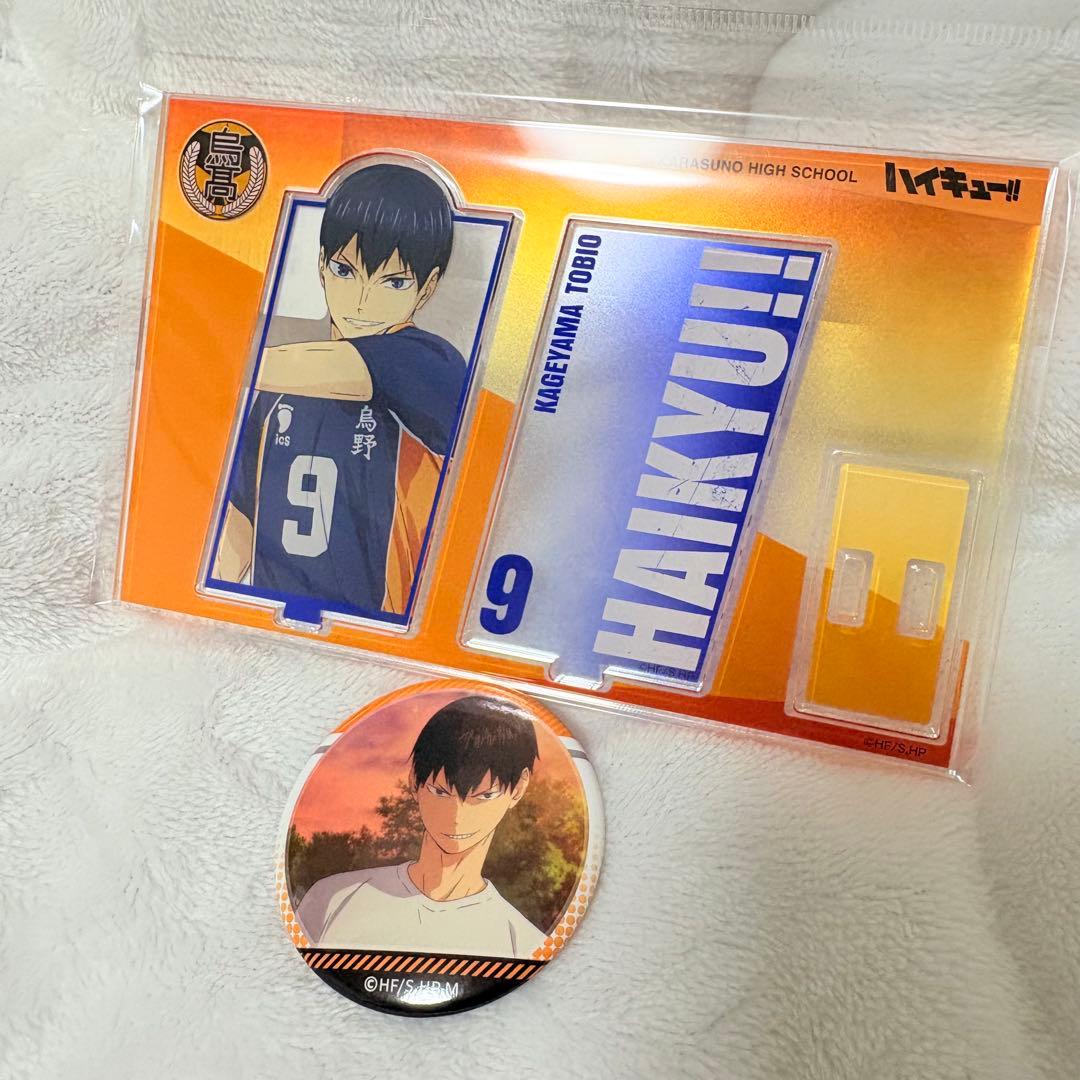 烏高
KARASUNO HIGH SCHOOL
ハイキュー!!
ics
烏野
9
KAGEYAMA TOBIO
HAIKYU!!
9
©HF/S,HP
©HF/S,HP
©HF/S,HP,M